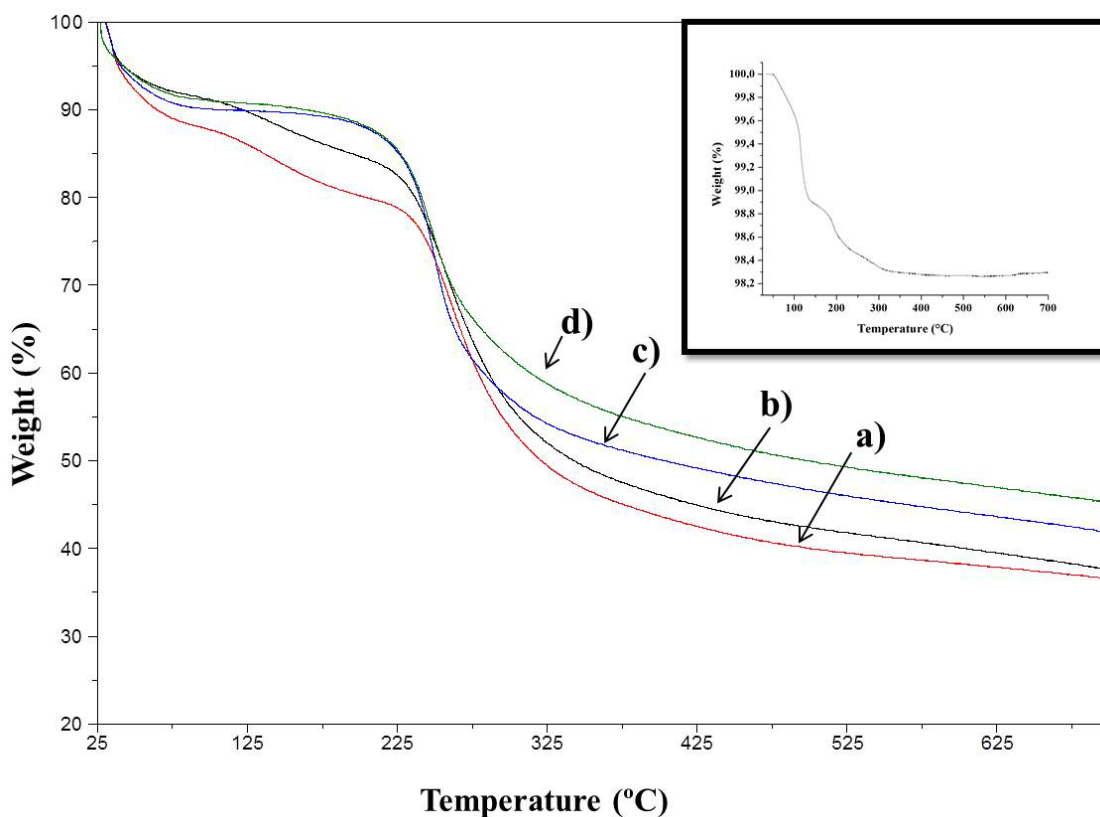 100
90
80
70
60
50
40
30
20
Weight (%)
25 125 225 325 425 525 625
Temperature (ºC)
d)
c)
b)
a)
100,0
99,8
99,6
99,4
99,2
99,0
98,8
98,6
98,4
98,2
Weight (%)
100 200 300 400 500 600 700
Temperature (°C)